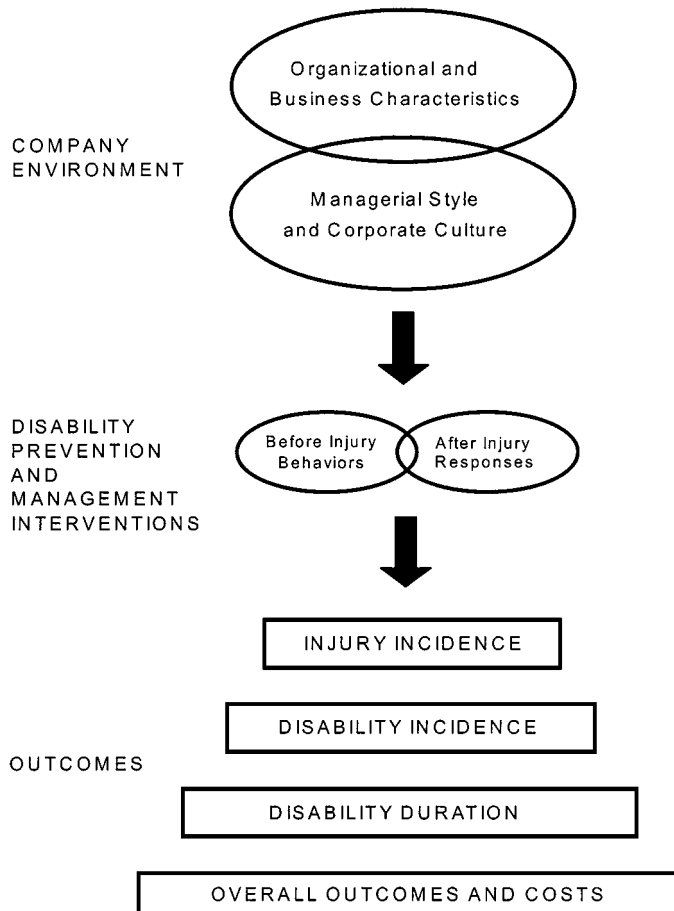 Organizational and
Business Characteristics
COMPANY
ENVIRONMENT
Managerial Style
and Corporate Culture
DISABILITY
PREVENTION
AND
MANAGEMENT
INTERVENTIONS
Before Injury
Behaviors
After Injury
Responses
INJURY INCIDENCE
DISABILITY INCIDENCE
OUTCOMES
DISABILITY DURATION
OVERALL OUTCOMES AND COSTS